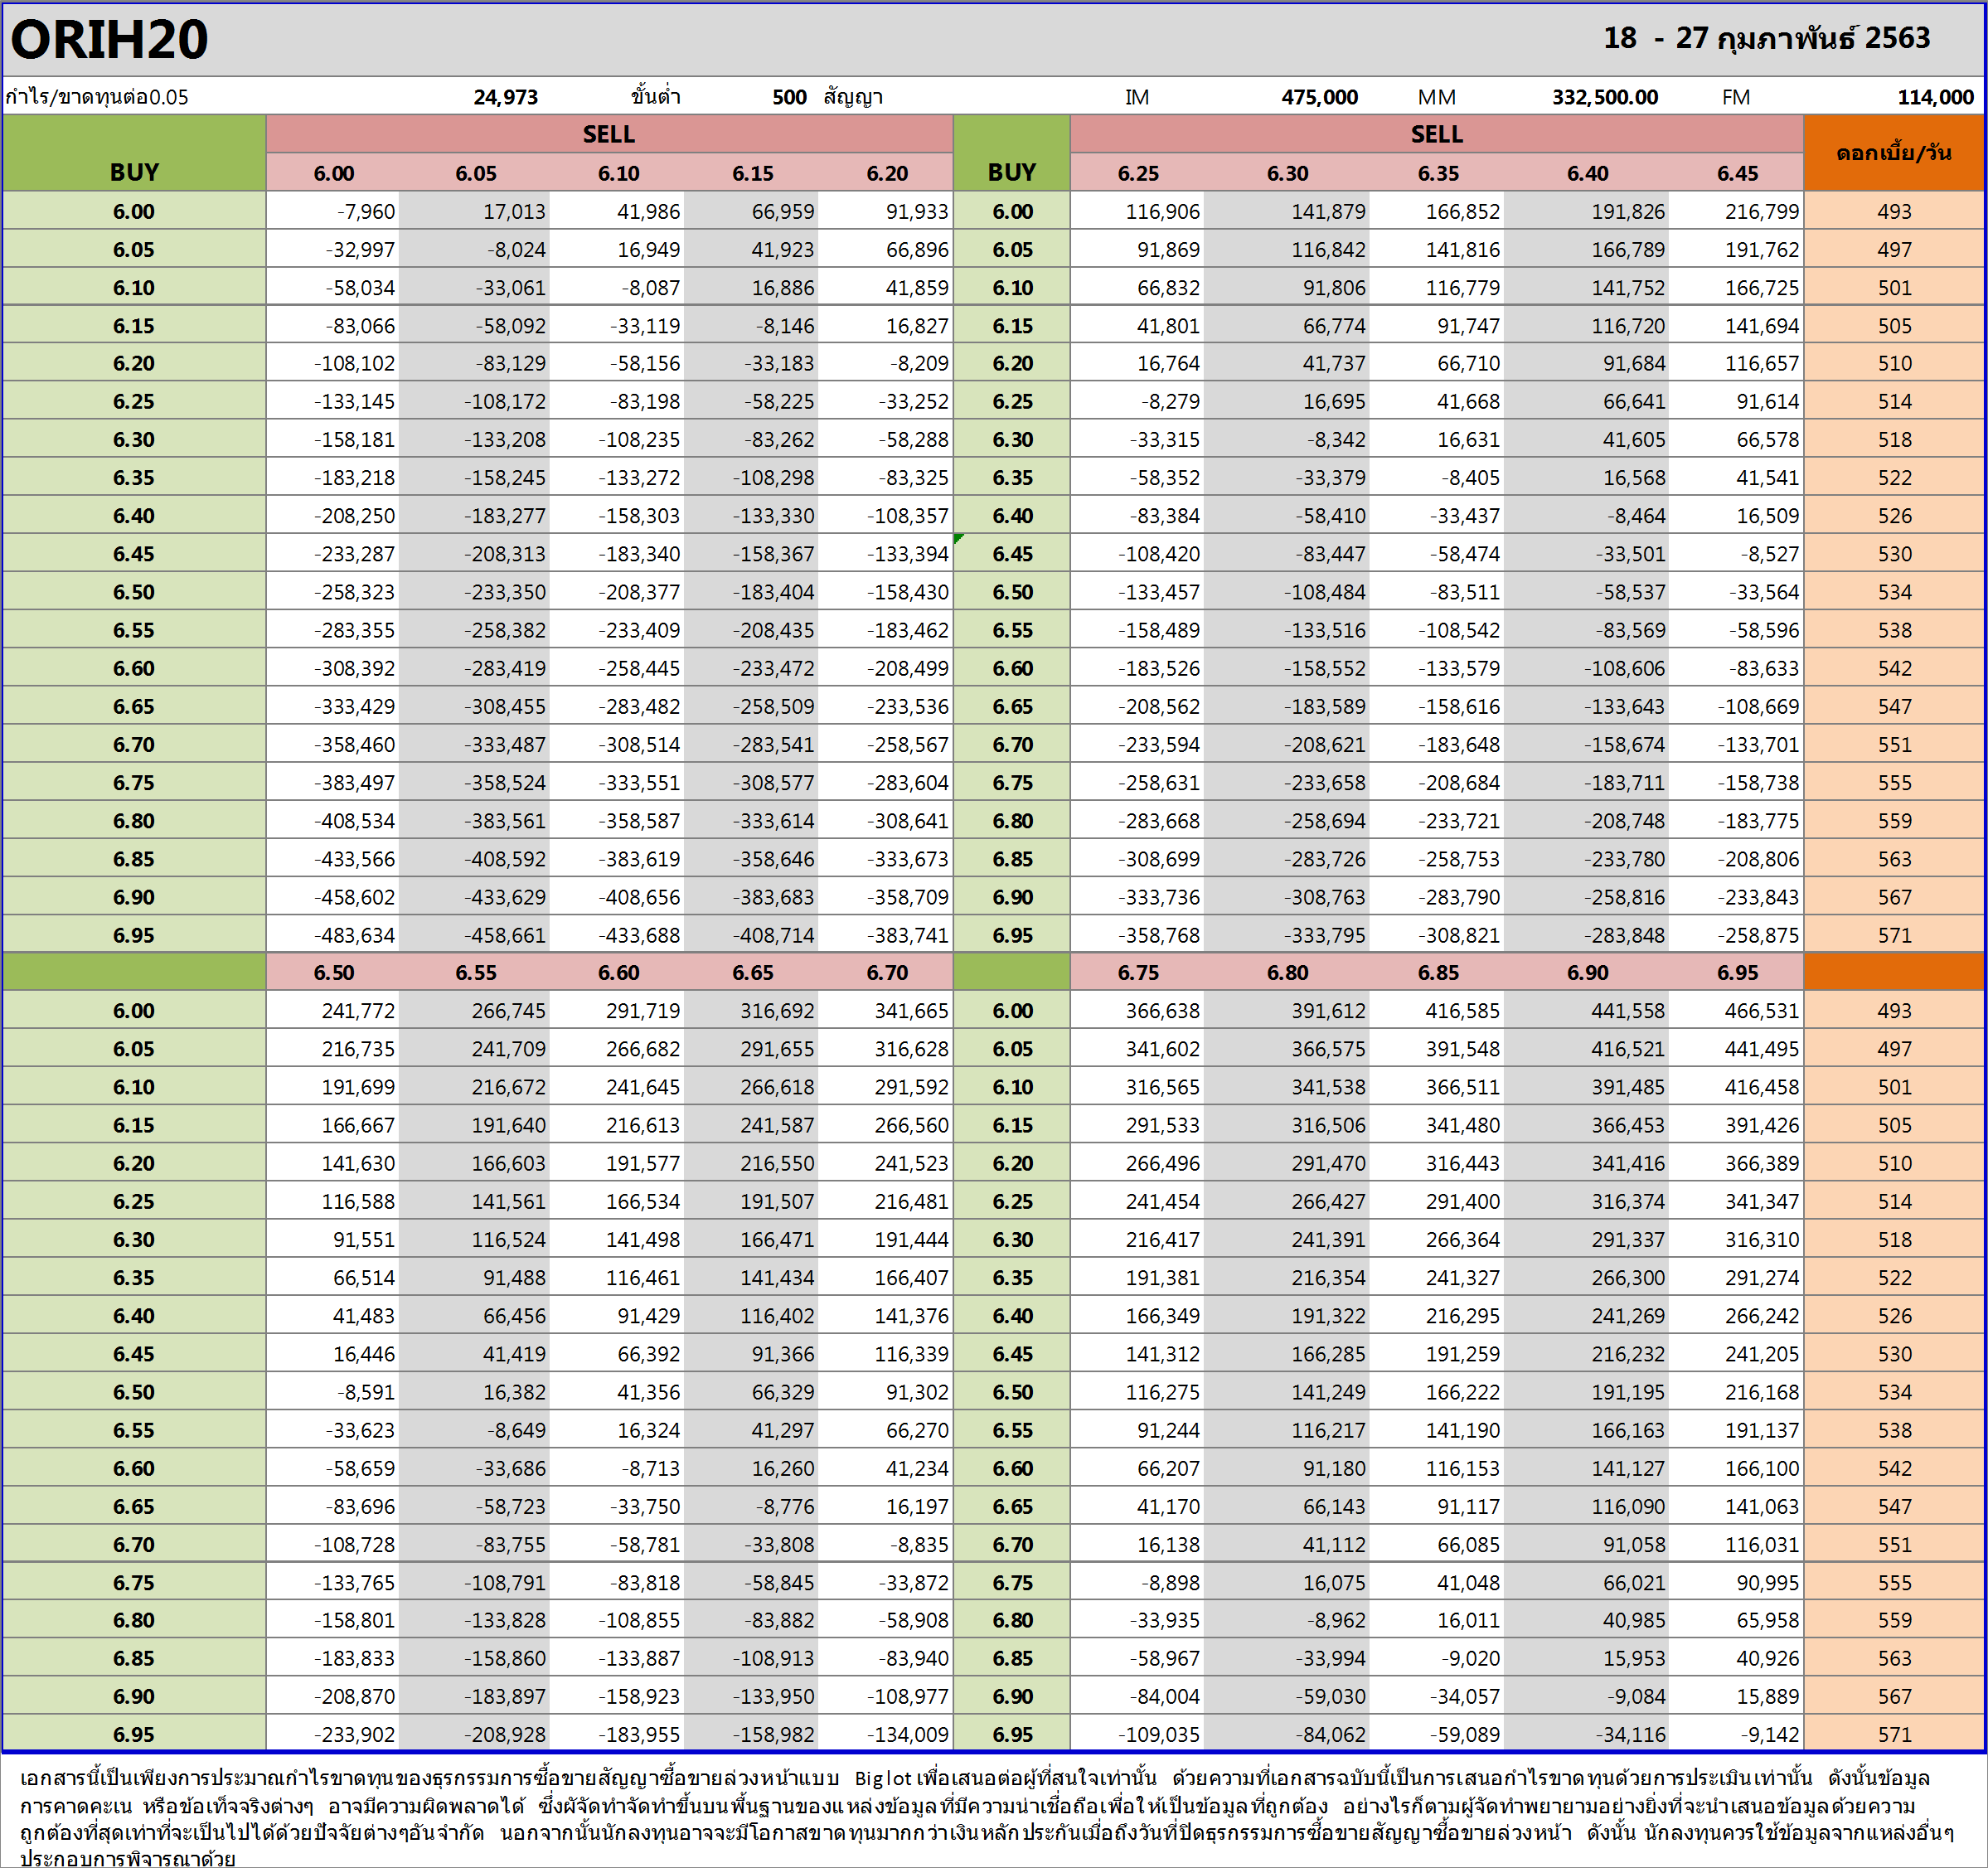 ORIH20 18 - 27 กุมภาพันธ์ 2563
กำไร/ขาดทุนต่อ0.05 24,973 ขั้นต่ำ 500 สัญญา IM 475,000 MM 332,500.00 FM 114,000
BUY SELL BUY SELL ดอกเบี้ย/วัน
6.00 6.05 6.10 6.15 6.20 6.25 6.30 6.35 6.40 6.45
6.00 -7,960 17,013 41,986 66,959 91,933 6.00 116,906 141,879 166,852 191,826 216,799 493
6.05 -32,997 -8,024 16,949 41,923 66,896 6.05 91,869 116,842 141,816 166,789 191,762 497
6.10 -58,034 -33,061 -8,087 16,886 41,859 6.10 66,832 91,806 116,779 141,752 166,725 501
6.15 -83,066 -58,092 -33,119 -8,146 16,827 6.15 41,801 66,774 91,747 116,720 141,694 505
6.20 -108,102 -83,129 -58,156 -33,183 -8,209 6.20 16,764 41,737 66,710 91,684 116,657 510
6.25 -133,145 -108,172 -83,198 -58,225 -33,252 6.25 -8,279 16,695 41,668 66,641 91,614 514
6.30 -158,181 -133,208 -108,235 -83,262 -58,288 6.30 -33,315 -8,342 16,631 41,605 66,578 518
6.35 -183,218 -158,245 -133,272 -108,298 -83,325 6.35 -58,352 -33,379 -8,405 16,568 41,541 522
6.40 -208,250 -183,277 -158,303 -133,330 -108,357 6.40 -83,384 -58,410 -33,437 -8,464 16,509 526
6.45 -233,287 -208,313 -183,340 -158,367 -133,394 6.45 -108,420 -83,447 -58,474 -33,501 -8,527 530
6.50 -258,323 -233,350 -208,377 -183,404 -158,430 6.50 -133,457 -108,484 -83,511 -58,537 -33,564 534
6.55 -283,355 -258,382 -233,409 -208,435 -183,462 6.55 -158,489 -133,516 -108,542 -83,569 -58,596 538
6.60 -308,392 -283,419 -258,445 -233,472 -208,499 6.60 -183,526 -158,552 -133,579 -108,606 -83,633 542
6.65 -333,429 -308,455 -283,482 -258,509 -233,536 6.65 -208,562 -183,589 -158,616 -133,643 -108,669 547
6.70 -358,460 -333,487 -308,514 -283,541 -258,567 6.70 -233,594 -208,621 -183,648 -158,674 -133,701 551
6.75 -383,497 -358,524 -333,551 -308,577 -283,604 6.75 -258,631 -233,658 -208,684 -183,711 -158,738 555
6.80 -408,534 -383,561 -358,587 -333,614 -308,641 6.80 -283,668 -258,694 -233,721 -208,748 -183,775 559
6.85 -433,566 -408,592 -383,619 -358,646 -333,673 6.85 -308,699 -283,726 -258,753 -233,780 -208,806 563
6.90 -458,602 -433,629 -408,656 -383,683 -358,709 6.90 -333,736 -308,763 -283,790 -258,816 -233,843 567
6.95 -483,634 -458,661 -433,688 -408,714 -383,741 6.95 -358,768 -333,795 -308,821 -283,848 -258,875 571
6.50 6.55 6.60 6.65 6.70 6.75 6.80 6.85 6.90 6.95
6.00 241,772 266,745 291,719 316,692 341,665 6.00 366,638 391,612 416,585 441,558 466,531 493
6.05 216,735 241,709 266,682 291,655 316,628 6.05 341,602 366,575 391,548 416,521 441,495 497
6.10 191,699 216,672 241,645 266,618 291,592 6.10 316,565 341,538 366,511 391,485 416,458 501
6.15 166,667 191,640 216,613 241,587 266,560 6.15 291,533 316,506 341,480 366,453 391,426 505
6.20 141,630 166,603 191,577 216,550 241,523 6.20 266,496 291,470 316,443 341,416 366,389 510
6.25 116,588 141,561 166,534 191,507 216,481 6.25 241,454 266,427 291,400 316,374 341,347 514
6.30 91,551 116,524 141,498 166,471 191,444 6.30 216,417 241,391 266,364 291,337 316,310 518
6.35 66,514 91,488 116,461 141,434 166,407 6.35 191,381 216,354 241,327 266,300 291,274 522
6.40 41,483 66,456 91,429 116,402 141,376 6.40 166,349 191,322 216,295 241,269 266,242 526
6.45 16,446 41,419 66,392 91,366 116,339 6.45 141,312 166,285 191,259 216,232 241,205 530
6.50 -8,591 16,382 41,356 66,329 91,302 6.50 116,275 141,249 166,222 191,195 216,168 534
6.55 -33,623 -8,649 16,324 41,297 66,270 6.55 91,244 116,217 141,190 166,163 191,137 538
6.60 -58,659 -33,686 -8,713 16,260 41,234 6.60 66,207 91,180 116,153 141,127 166,100 542
6.65 -83,696 -58,723 -33,750 -8,776 16,197 6.65 41,170 66,143 91,117 116,090 141,063 547
6.70 -108,728 -83,755 -58,781 -33,808 -8,835 6.70 16,138 41,112 66,085 91,058 116,031 551
6.75 -133,765 -108,791 -83,818 -58,845 -33,872 6.75 -8,898 16,075 41,048 66,021 90,995 555
6.80 -158,801 -133,828 -108,855 -83,882 -58,908 6.80 -33,935 -8,962 16,011 40,985 65,958 559
6.85 -183,833 -158,860 -133,887 -108,913 -83,940 6.85 -58,967 -33,994 -9,020 15,953 40,926 563
6.90 -208,870 -183,897 -158,923 -133,950 -108,977 6.90 -84,004 -59,030 -34,057 -9,084 15,889 567
6.95 -233,902 -208,928 -183,955 -158,982 -134,009 6.95 -109,035 -84,062 -59,089 -34,116 -9,142 571
เอกสารนี้เป็นเพียงการประมาณกำไรขาดทุนของธุรกรรมการซื้อขายสัญญาซื้อขายล่วงหน้าแบบ Big lot เพื่อเสนอต่อผู้ที่สนใจเท่านั้น ด้วยความที่เอกสารฉบับนี้เป็นการเสนอกำไรขาดทุนด้วยการประเมินเท่านั้น ดังนั้นข้อมูล
การคาดคะเน หรือข้อเท็จจริงต่างๆ อาจมีความผิดพลาดได้ ซึ่งผัจัดทำจัดทำขึ้นบนพื้นฐานของแหล่งข้อมูลที่มีความน่าเชื่อถือเพื่อให้เป็นข้อมูลที่ถูกต้อง อย่างไรก็ตามผู้จัดทำพยายามอย่างยิ่งที่จะนำเสนอข้อมูลด้วยความ
ถูกต้องที่สุดเท่าที่จะเป็นไปได้ด้วยปัจจัยต่างๆอันจำกัด นอกจากนั้นนักลงทุนอาจจะมีโอกาสขาดทุนมากกว่าเงินหลักประกันเมื่อถึงวันที่ปิดธุรกรรมการซื้อขายสัญญาซื้อขายล่วงหน้า ดังนั้น นักลงทุนควรใช้ข้อมูลจากแหล่งอื่นๆ
ประกอบการพิจารณาด้วย